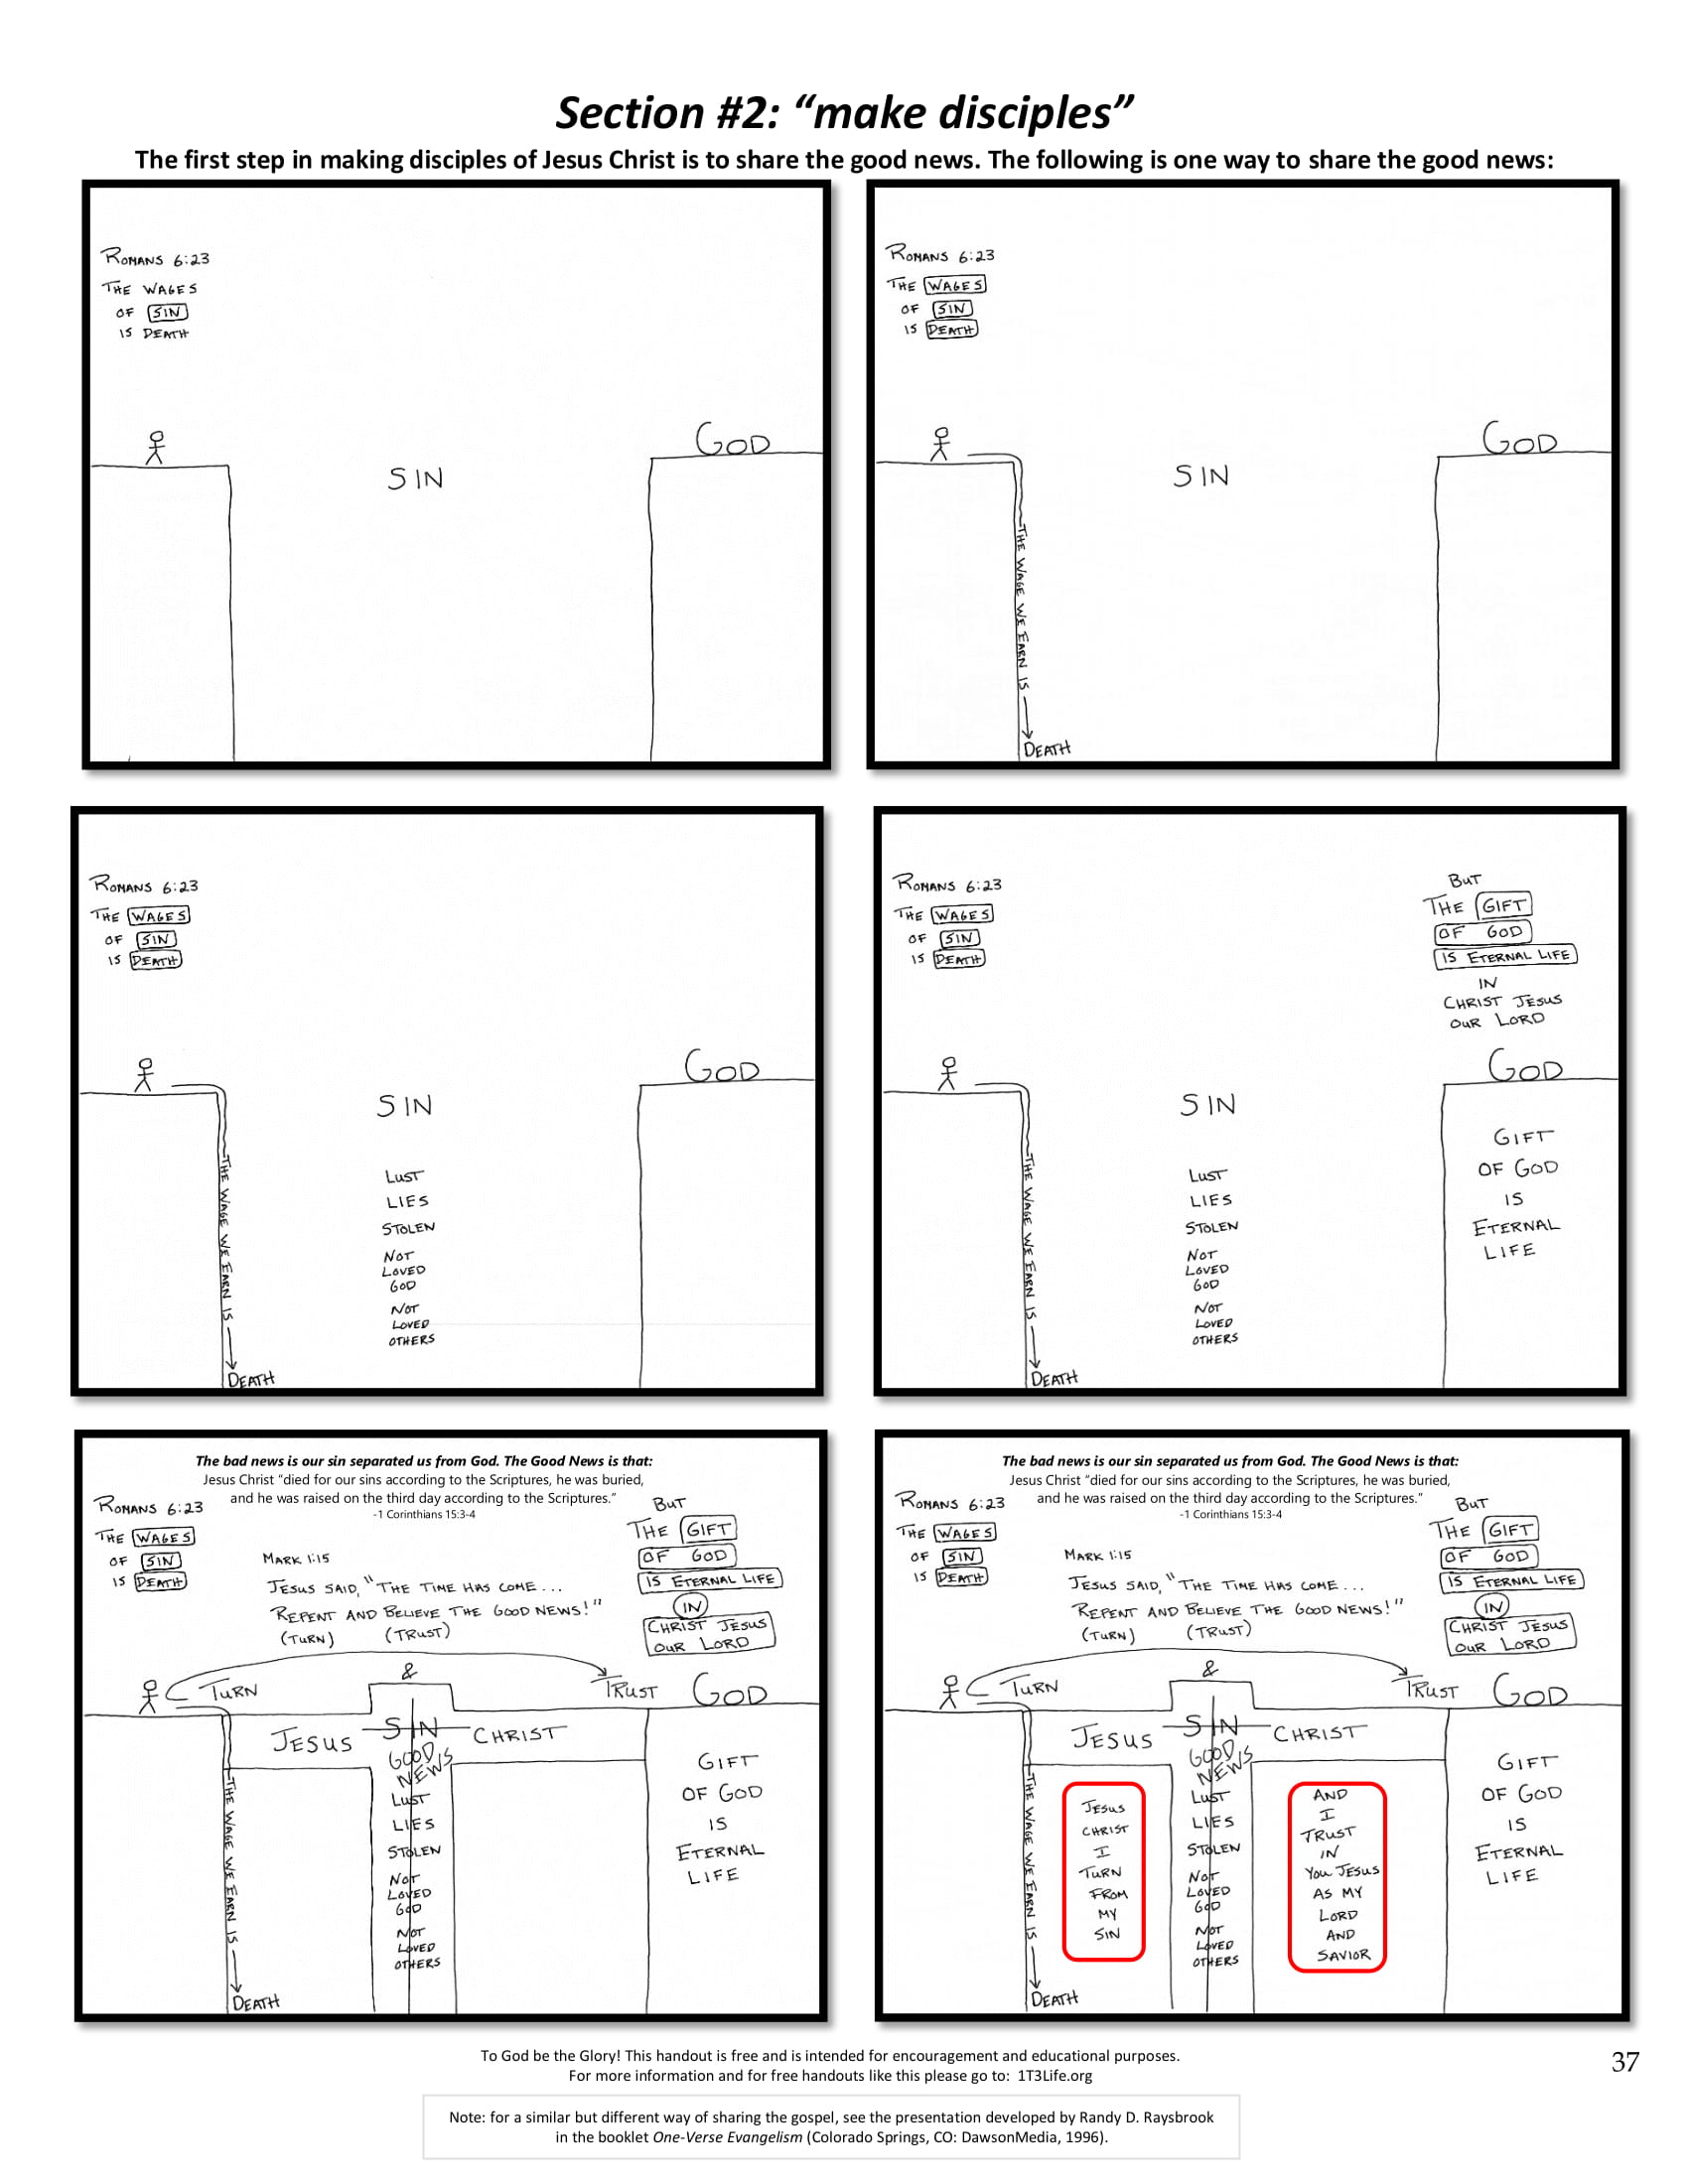 Section #2: “make disciples”
The first step in making disciples of Jesus Christ is to share the good news. The following is one way to share the good news:
ROMANS 6:23
THE WAGES
OF SIN
IS DEATH
SIN
GOD
ROMANS 6:23
THE WAGES
OF SIN
IS DEATH
SIN
GOD
THE WAGE WE EARN IS
DEATH
ROMANS 6:23
THE WAGES
OF SIN
IS DEATH
GOD
SIN
LUST
LIES
STOLEN
NOT
LOVED
GOD
NOT
LOVED
OTHERS
THE WAGE WE EARN IS
DEATH
ROMANS 6:23
THE WAGES
OF SIN
IS DEATH
BUT
THE GIFT
OF GOD
IS ETERNAL LIFE
IN
CHRIST JESUS
OUR LORD
GOD
SIN
LUST
LIES
STOLEN
NOT
LOVED
GOD
NOT
LOVED
OTHERS
GIFT
OF GOD
IS
ETERNAL
LIFE
THE WAGE WE EARN IS
DEATH
The bad news is our sin separated us from God. The Good News is that:
Jesus Christ “died for our sins according to the Scriptures, he was buried,
and he was raised on the third day according to the Scriptures.”
-1 Corinthians 15:3-4
ROMANS 6:23
THE WAGES
OF SIN
IS DEATH
MARK 1:15
JESUS SAID, "THE TIME HAS COME...
REPENT AND BELIEVE THE GOOD NEWS!"
(TURN) (TRUST)
BUT
THE GIFT
OF GOD
IS ETERNAL LIFE
IN
CHRIST JESUS
OUR LORD
TURN & TRUST GOD
JESUS SIN CHRIST
GOOD
NEWS
IS
LUST
LIES
STOLEN
NOT
LOVED
GOD
NOT
LOVED
OTHERS
GIFT
OF GOD
IS
ETERNAL
LIFE
THE WAGE WE EARN IS
DEATH
The bad news is our sin separated us from God. The Good News is that:
Jesus Christ “died for our sins according to the Scriptures, he was buried,
and he was raised on the third day according to the Scriptures.”
-1 Corinthians 15:3-4
ROMANS 6:23
THE WAGES
OF SIN
IS DEATH
MARK 1:15
JESUS SAID, "THE TIME HAS COME...
REPENT AND BELIEVE THE GOOD NEWS!"
(TURN) (TRUST)
BUT
THE GIFT
OF GOD
IS ETERNAL LIFE
IN
CHRIST JESUS
OUR LORD
TURN & TRUST GOD
JESUS SIN CHRIST
GOOD
NEWS
IS
JESUS
CHRIST
I
TURN
FROM
MY
SIN
LUST
LIES
STOLEN
NOT
LOVED
GOD
NOT
LOVED
OTHERS
AND
I
TRUST
IN
YOU JESUS
AS MY
LORD
AND
SAVIOR
GIFT
OF GOD
IS
ETERNAL
LIFE
THE WAGE WE EARN IS
DEATH
To God be the Glory! This handout is free and is intended for encouragement and educational purposes.
For more information and for free handouts like this please go to: 1T3Life.org
37
Note: for a similar but different way of sharing the gospel, see the presentation developed by Randy D. Raysbrook
in the booklet One-Verse Evangelism (Colorado Springs, CO: DawsonMedia, 1996).